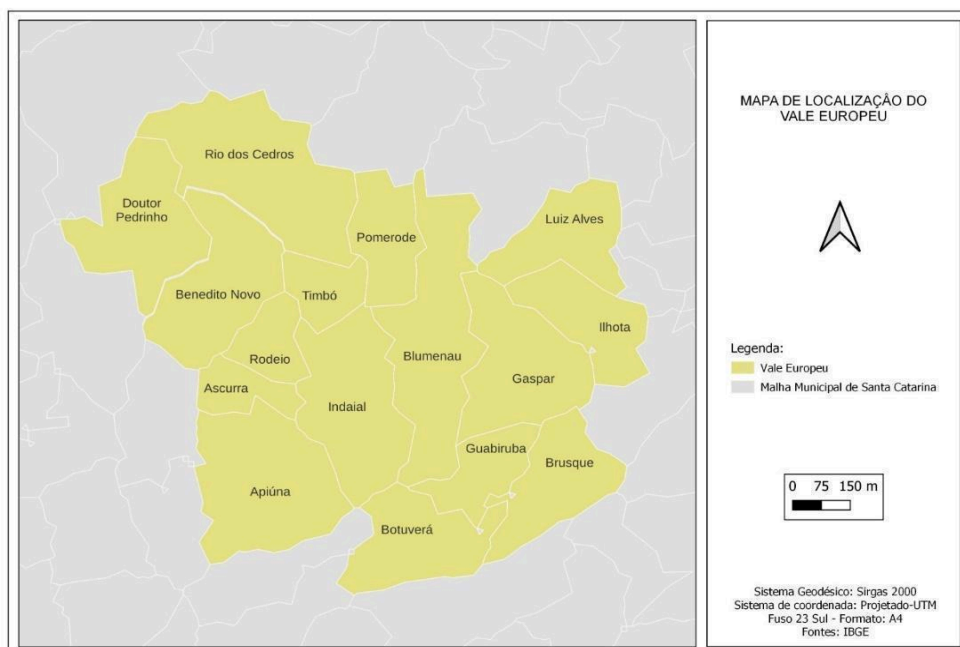 MAPA DE LOCALIZAÇÃO DO
VALE EUROPEU
Rio dos Cedros
Doutor
Pedrinho
Luiz Alves
Pomerode
Benedito Novo
Timbó
Ilhota
Rodeio
Blumenau
Ascurra
Gaspar
Indaial
Guabiruba
Brusque
Apiúna
Botuverá
Legenda:
Vale Europeu
Malha Municipal de Santa Catarina
0 75 150 m
Sistema Geodésico: Sirgas 2000
Sistema de coordenada: Projetado-UTM
Fuso 23 Sul - Formato: A4
Fontes: IBGE